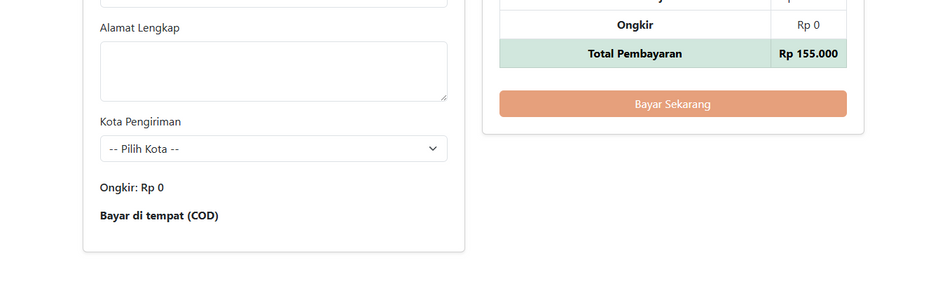 Alamat Lengkap
Kota Pengiriman
-- Pilih Kota --
Ongkir: Rp 0
Bayar di tempat (COD)
Ongkir Rp 0
Total Pembayaran Rp 155.000
Bayar Sekarang